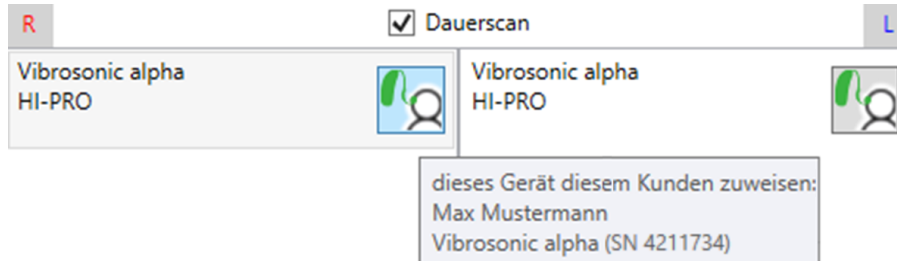 R
Dauerscan
L
Vibrosonic alpha
HI-PRO
Vibrosonic alpha
HI-PRO
dieses Gerät diesem Kunden zuweisen:
Max Mustermann
Vibrosonic alpha (SN 4211734)